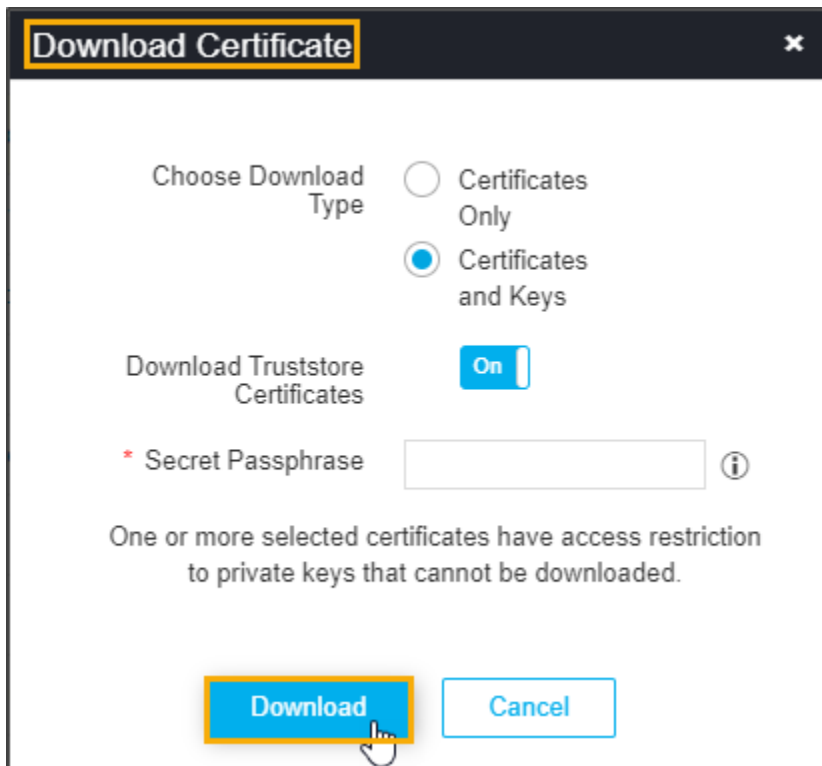 Download Certificate
Choose Download
Type
Certificates
Only
Certificates
and Keys
Download Truststore
Certificates
On
* Secret Passphrase
One or more selected certificates have access restriction
to private keys that cannot be downloaded.
Download
Cancel